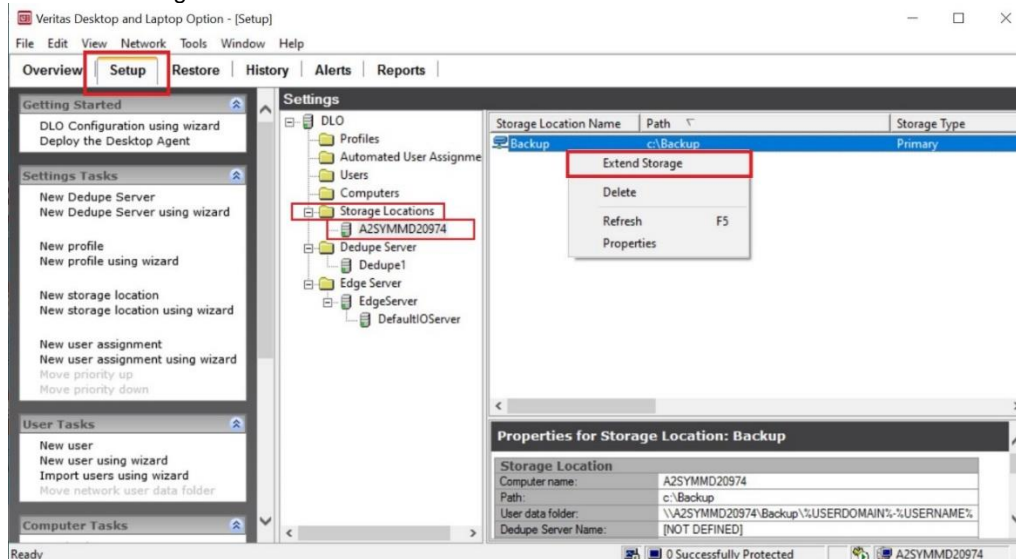 Veritas Desktop and Laptop Option - [Setup]
File Edit View Network Tools Window Help
Overview Setup Restore History Alerts Reports
Getting Started
DLO Configuration using wizard
Deploy the Desktop Agent
Settings Tasks
New Dedupe Server
New Dedupe Server using wizard
New profile
New profile using wizard
New storage location
New storage location using wizard
New user assignment
New user assignment using wizard
Move priority up
Move priority down
User Tasks
New user
New user using wizard
Import users using wizard
Move network user data folder
Computer Tasks
Settings
DLO
Profiles
Automated User Assignme
Users
Computers
Storage Locations
A2SYMMD20974
Dedupe Server
Dedupe1
Edge Server
EdgeServer
DefaultIOServer
Storage Location Name Path Storage Type
Backup c:\Backup Primary
Extend Storage
Delete
Refresh F5
Properties
Properties for Storage Location: Backup
Storage Location
Computer name: A2SYMMD20974
Path: c:\Backup
User data folder: \\A2SYMMD20974\Backup\%USERDOMAIN%-%USERNAME%
Dedupe Server Name: [NOT DEFINED]
Ready 0 Successfully Protected A2SYMMD20974